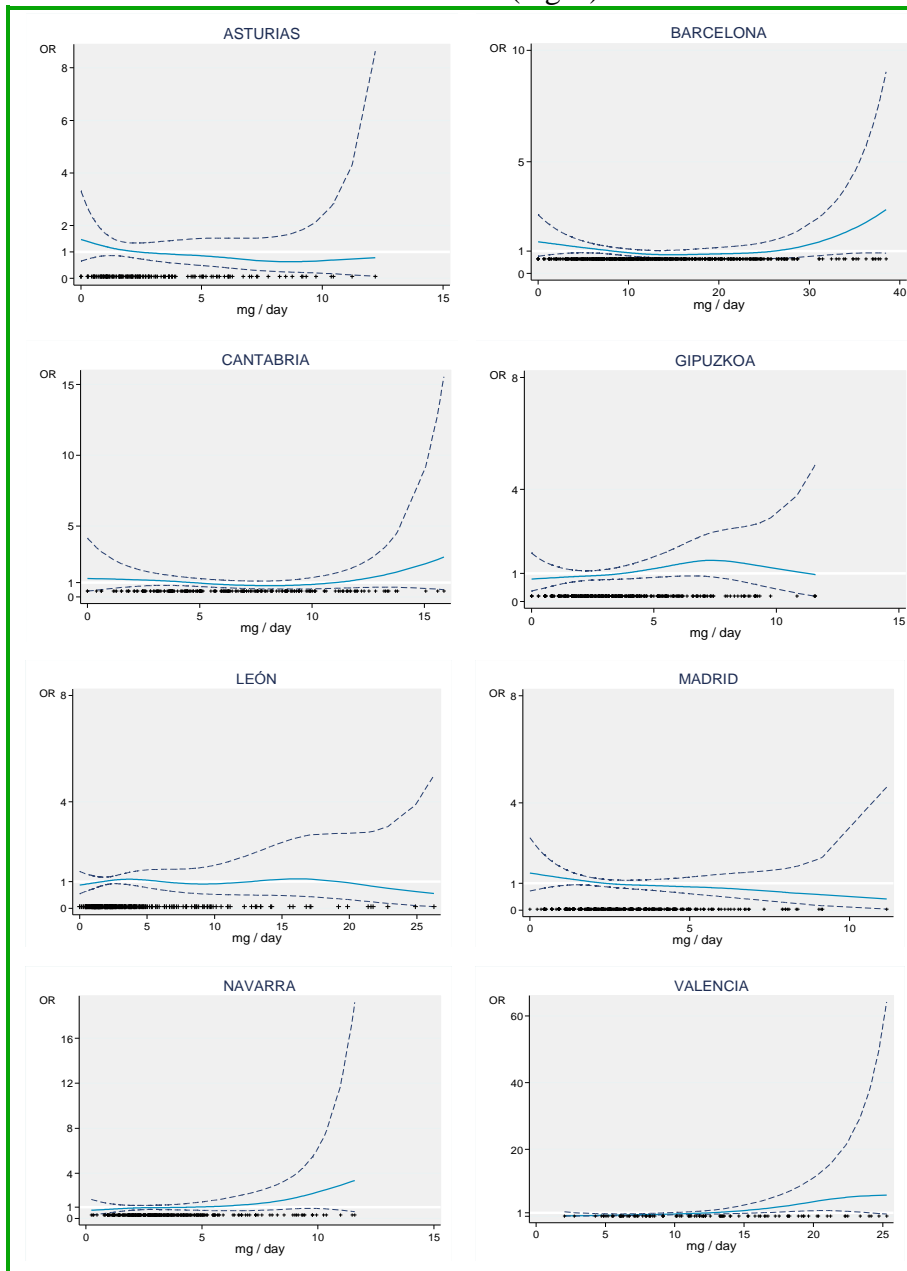 ASTURIAS
OR
8
6
4
2
1
0
0 5 10 15
mg / day
BARCELONA
OR
10
5
1
0
0 10 20 30 40
mg / day
CANTABRIA
OR
15
10
5
1
0
0 5 10 15
mg / day
GIPUZKOA
OR
8
4
1
0
0 5 10 15
mg / day
LEÓN
OR
8
4
1
0
0 5 10 15 20 25
mg / day
MADRID
OR
8
4
1
0
0 5 10
mg / day
NAVARRA
OR
16
12
8
4
1
0
0 5 10 15
mg / day
VALENCIA
OR
60
40
20
1
0 5 10 15 20 25
mg / day